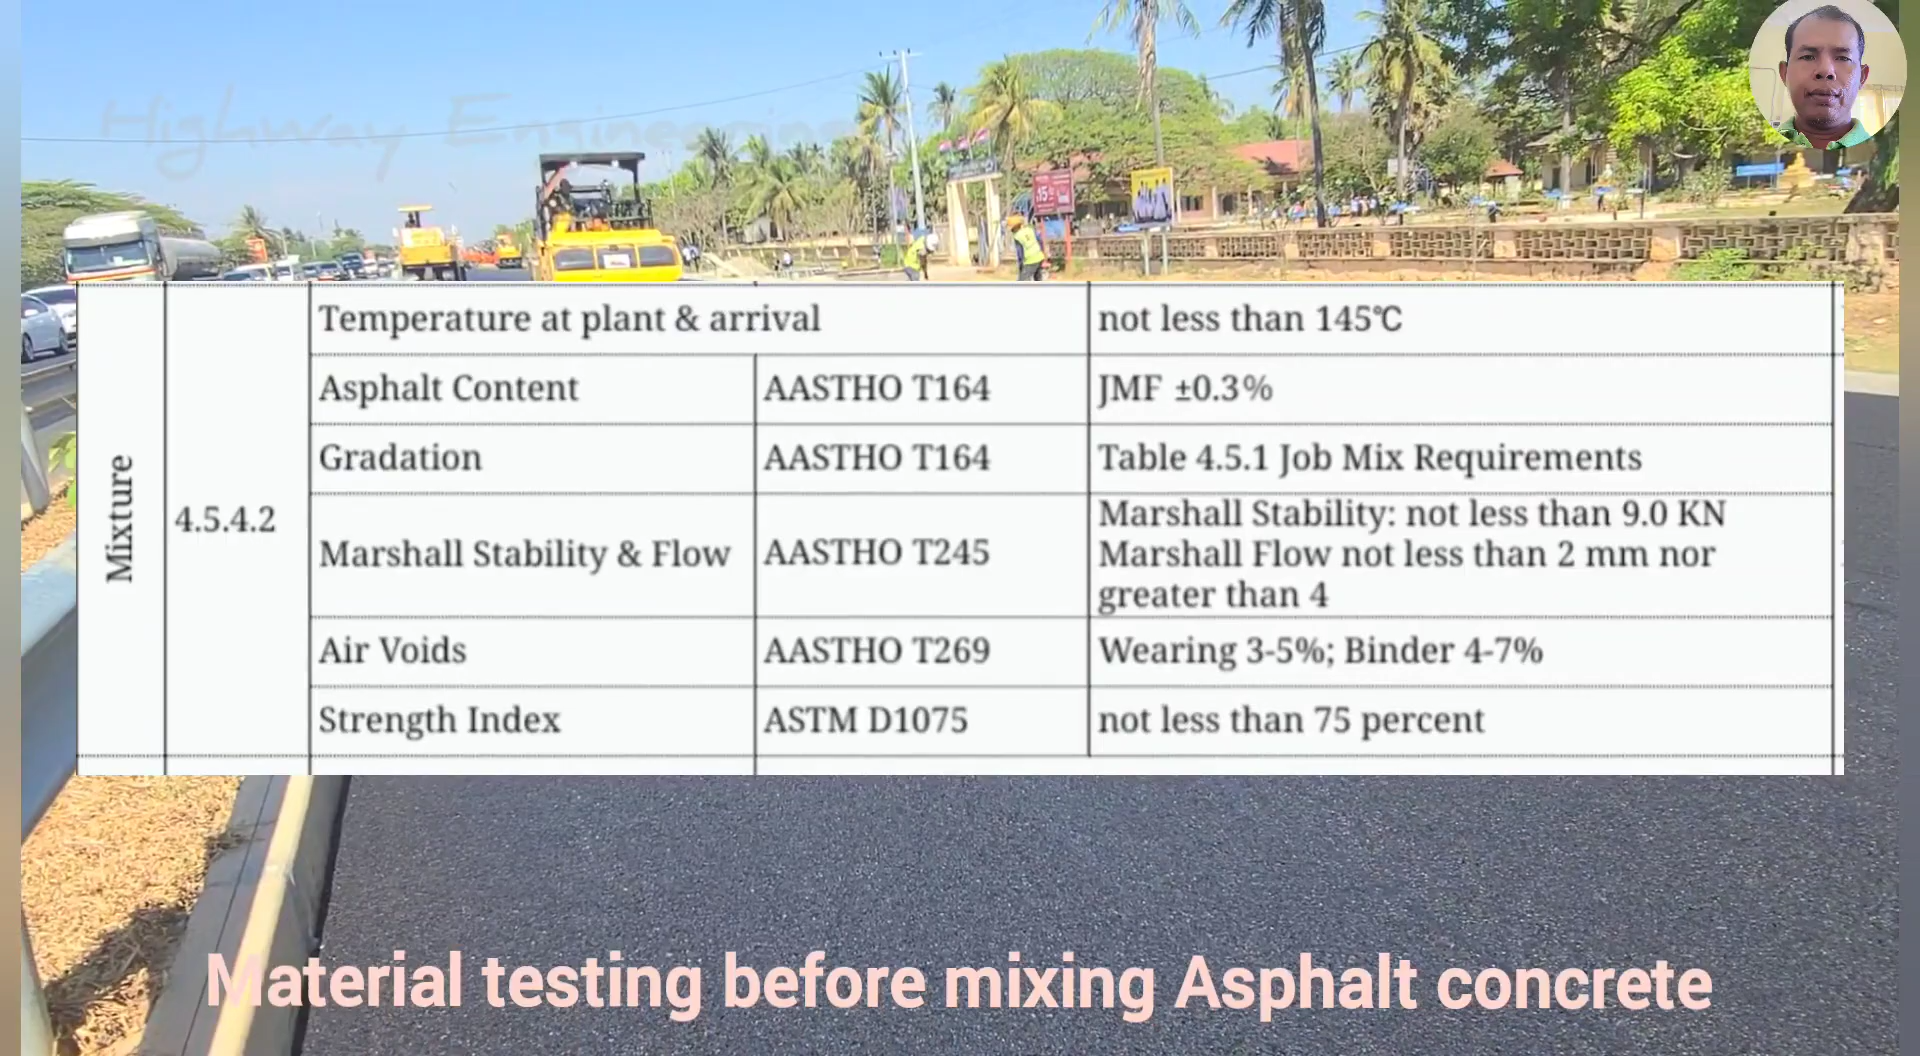 Highway Engineering
Temperature at plant & arrival
not less than 145℃
Asphalt Content
AASTHO T164
JMF ±0.3%
Gradation
AASTHO T164
Table 4.5.1 Job Mix Requirements
Mixture
4.5.4.2
Marshall Stability & Flow
AASTHO T245
Marshall Stability: not less than 9.0 KN
Marshall Flow not less than 2 mm nor
greater than 4
Air Voids
AASTHO T269
Wearing 3-5%; Binder 4-7%
Strength Index
ASTM D1075
not less than 75 percent
Material testing before mixing Asphalt concrete